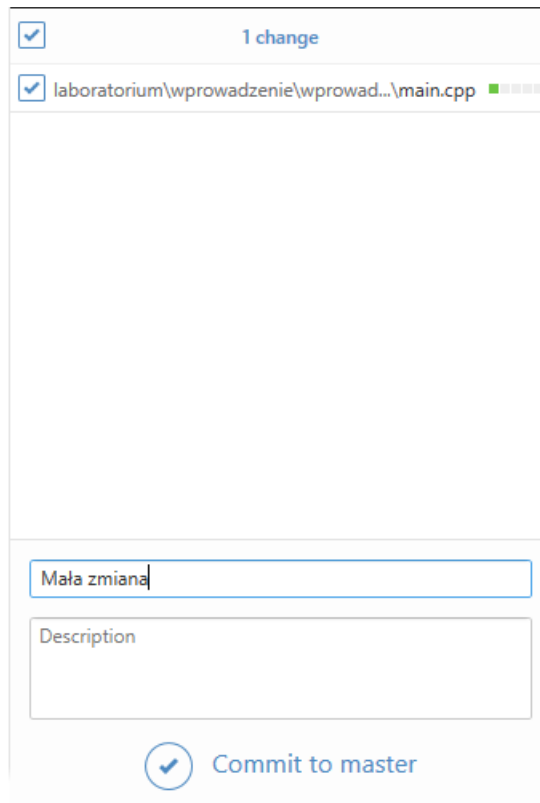 1 change
laboratorium\wprowadzenie\wprowad...\main.cpp
Mała zmiana
Description
Commit to master